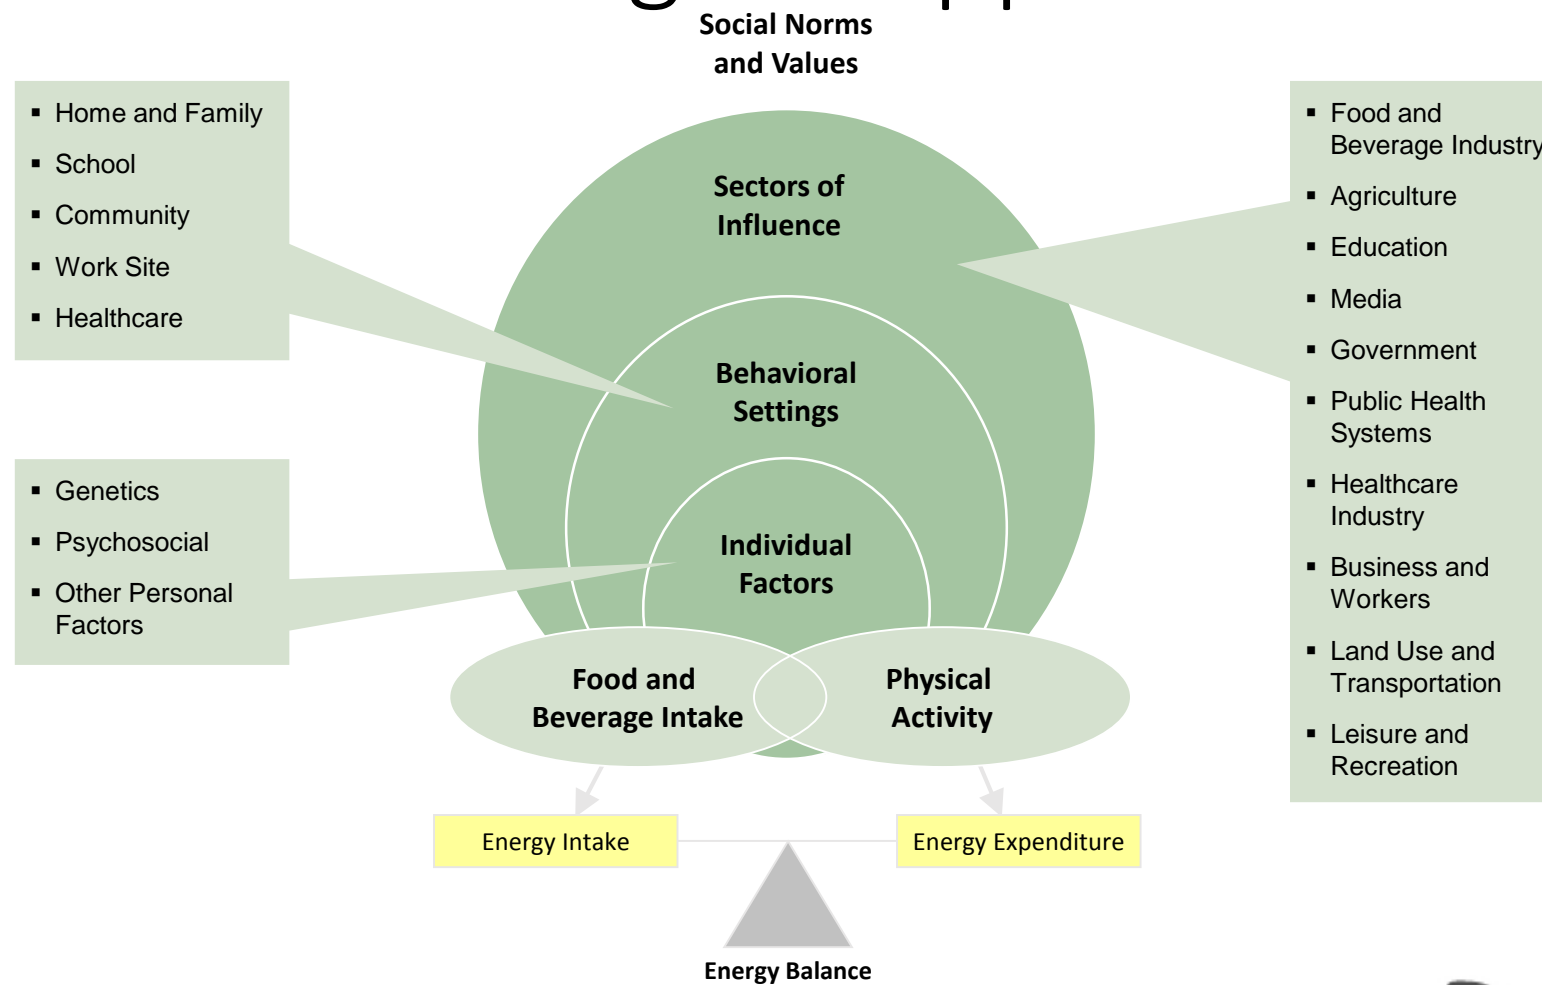 Social Norms
and Values
▪ Home and Family
▪ School
▪ Community
▪ Work Site
▪ Healthcare
▪ Genetics
▪ Psychosocial
▪ Other Personal
Factors
Sectors of
Influence
Behavioral
Settings
Individual
Factors
Food and
Beverage Intake
Physical
Activity
▪ Food and
Beverage Industry
▪ Agriculture
▪ Education
▪ Media
▪ Government
▪ Public Health
Systems
▪ Healthcare
Industry
▪ Business and
Workers
▪ Land Use and
Transportation
▪ Leisure and
Recreation
Energy Intake
Energy Expenditure
Energy Balance